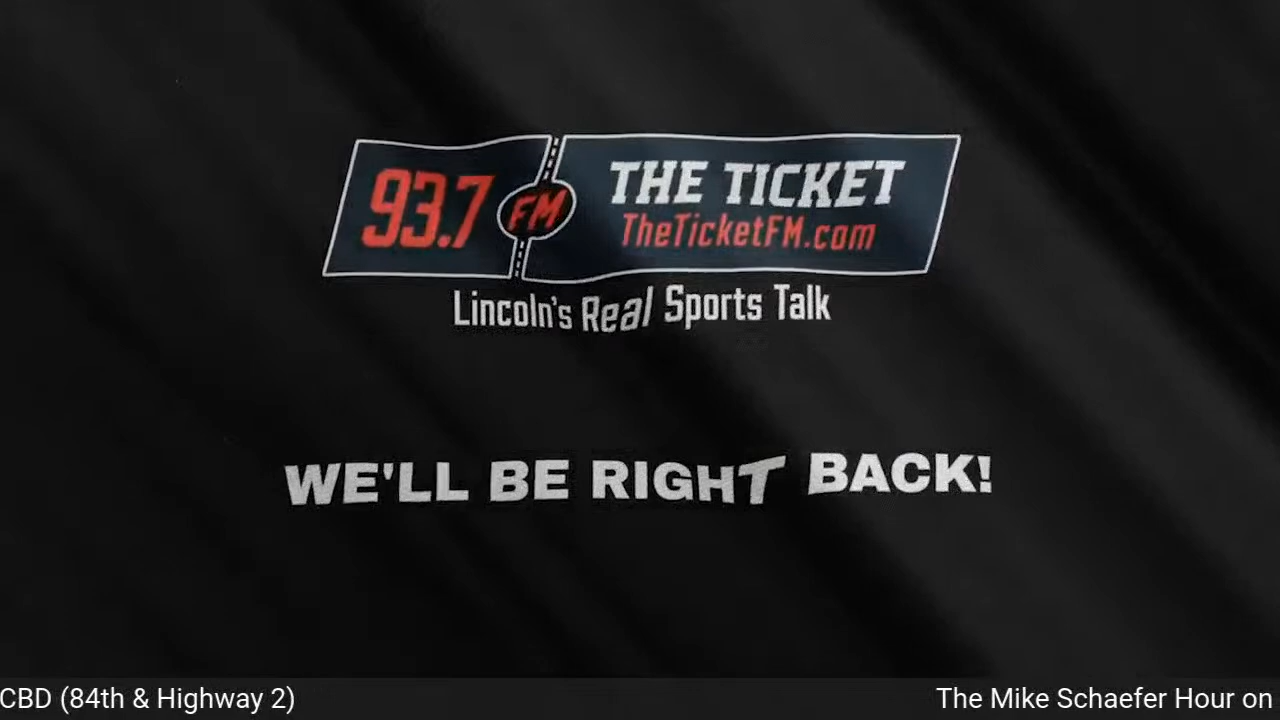 93.7 FM THE TICKET
TheTicketFM.com
Lincoln's Real Sports Talk
WE'LL BE RIGHT BACK!
CBD (84th & Highway 2) The Mike Schaefer Hour on